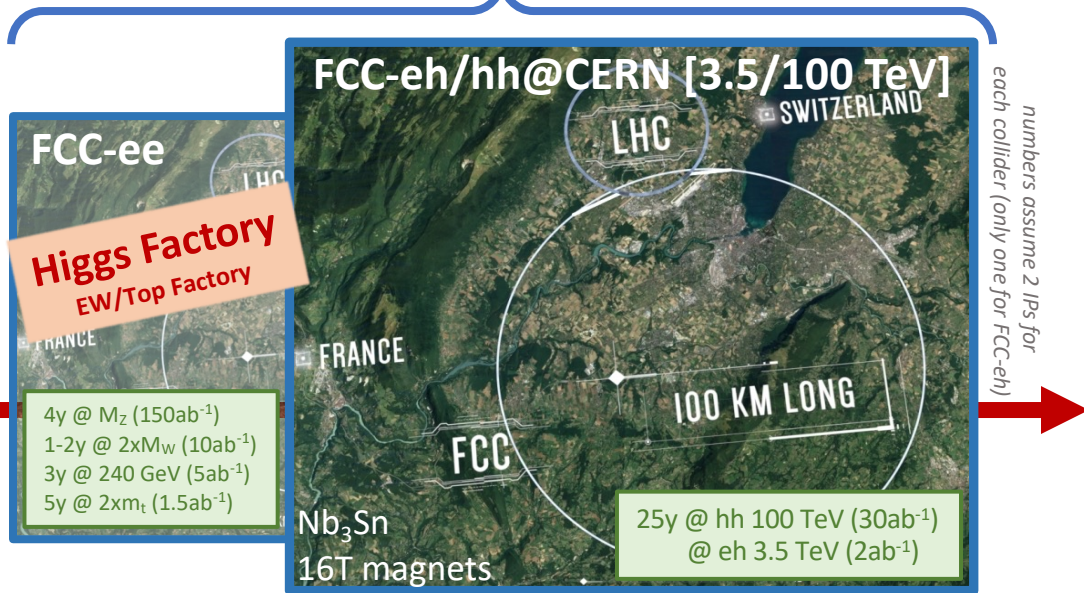 FCC-ee
LHC
Higgs Factory
EW/Top Factory
FRANCE
4y @ M_Z (150ab⁻¹)
1-2y @ 2xM_W (10ab⁻¹)
3y @ 240 GeV (5ab⁻¹)
5y @ 2xm_t (1.5ab⁻¹)
FCC-eh/hh@CERN [3.5/100 TeV]
SWITZERLAND
LHC
FRANCE
100 KM LONG
FCC
Nb₃Sn
16T magnets
25y @ hh 100 TeV (30ab⁻¹)
@ eh 3.5 TeV (2ab⁻¹)
numbers assume 2 IPs for
each collider (only one for FCC-eh)